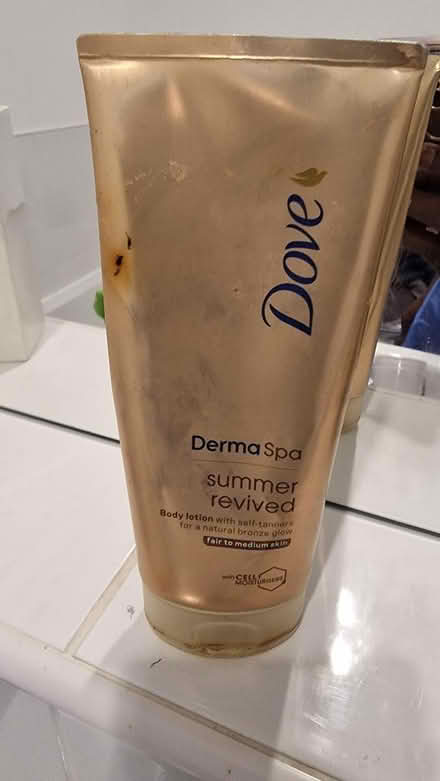 Dove
DermaSpa
summer
revived
Body lotion with self-tanners
for a natural bronze glow
fair to medium skin
with CELL
MOISTURISERS